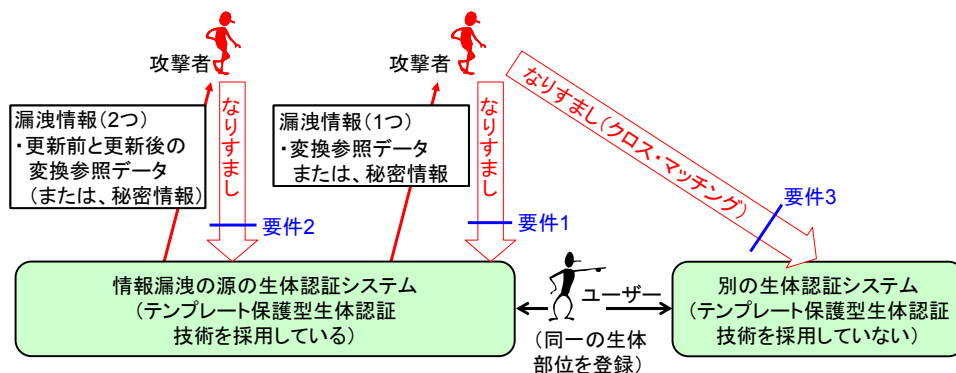 攻撃者
攻撃者
漏洩情報(2つ)
・更新前と更新後の
変換参照データ
(または、秘密情報)
なりすまし
要件2
漏洩情報(1つ)
・変換参照データ
または、秘密情報
なりすまし
要件1
なりすまし(クロス・マッチング)
要件3
情報漏洩の源の生体認証システム
(テンプレート保護型生体認証
技術を採用している)
ユーザー
(同一の生体
部位を登録)
別の生体認証システム
(テンプレート保護型生体認証
技術を採用していない)